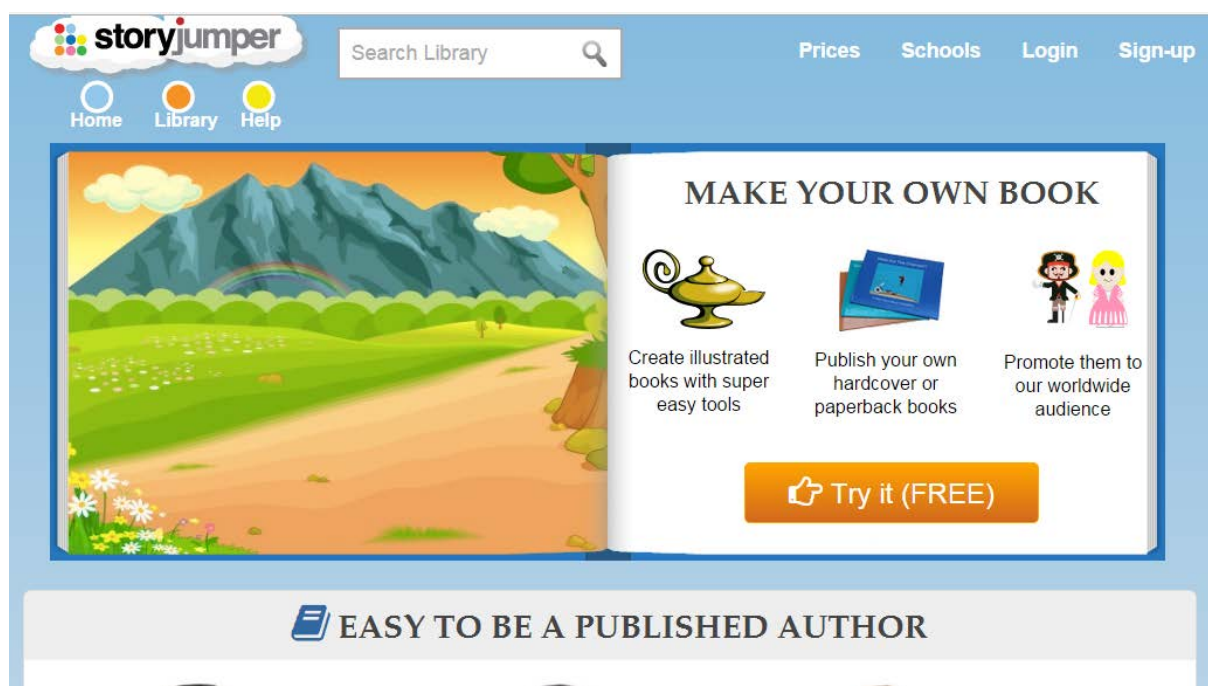 storyjumper
Search Library
Prices Schools Login Sign-up
Home Library Help
MAKE YOUR OWN BOOK
Create illustrated
books with super
easy tools
Publish your own
hardcover or
paperback books
Promote them to
our worldwide
audience
Try it (FREE)
EASY TO BE A PUBLISHED AUTHOR